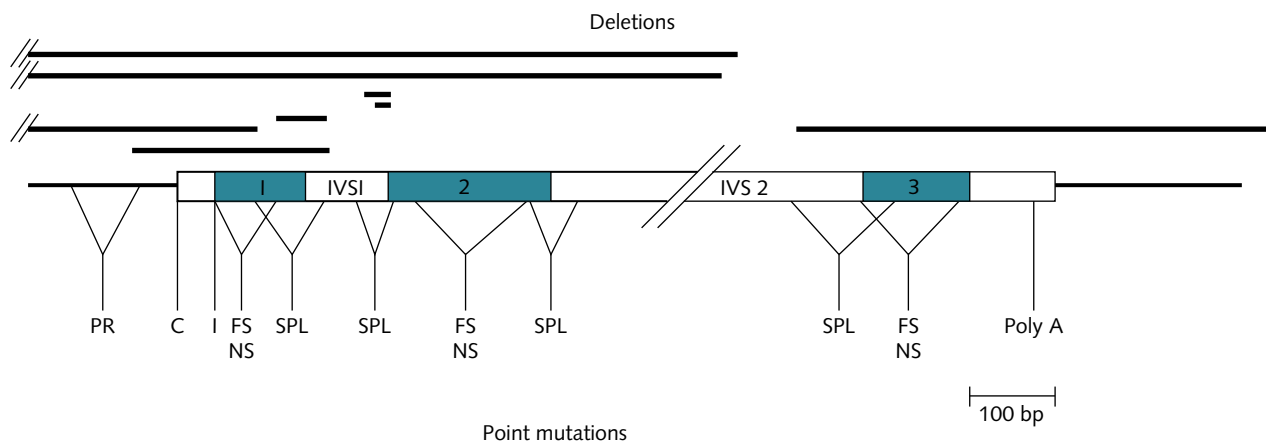 Deletions
I IVSI 2 IVS 2 3
PR C I FS SPL SPL FS SPL SPL FS Poly A
NS NS NS
100 bp
Point mutations